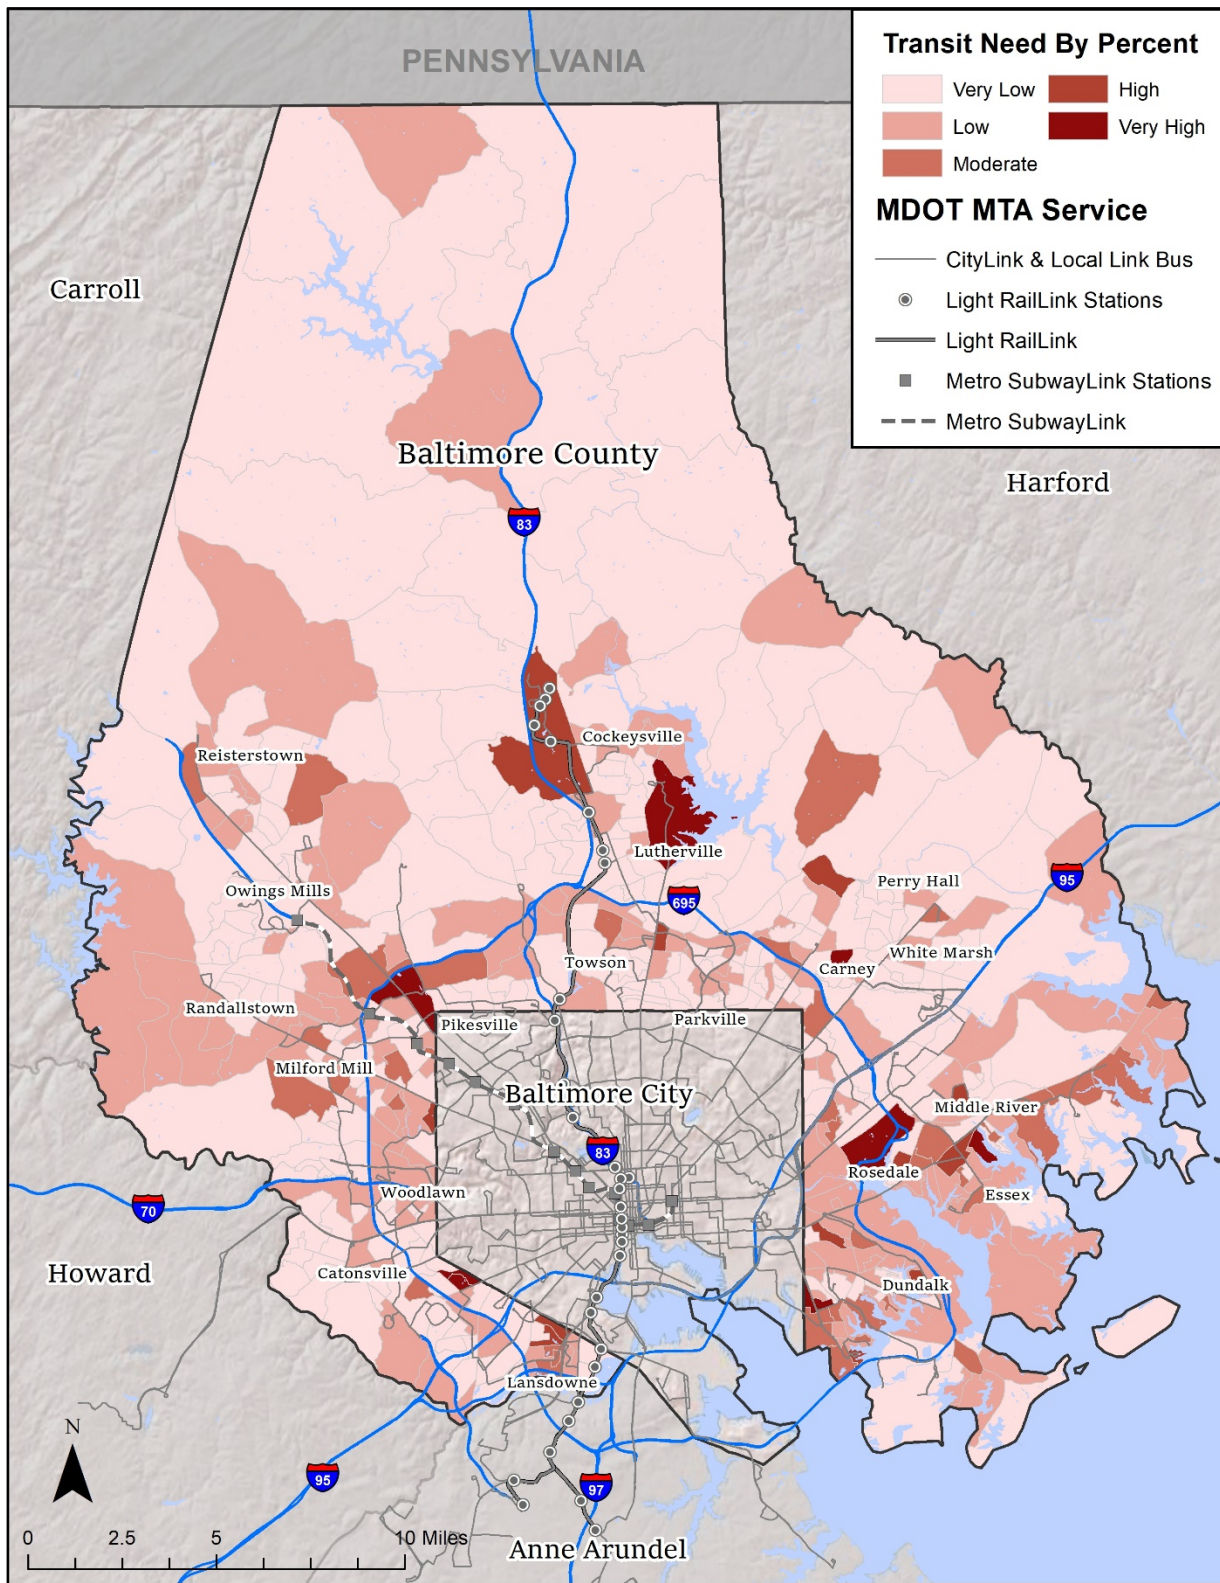 PENNSYLVANIA
Transit Need By Percent
Very Low
High
Low
Very High
Moderate
MDOT MTA Service
CityLink & Local Link Bus
Light RailLink Stations
Light RailLink
Metro SubwayLink Stations
Metro SubwayLink
Carroll
Baltimore County
Harford
83
Cockeysville
Reisterstown
Lutherville
Owings Mills
Perry Hall
95
695
Towson
Carney
White Marsh
Randallstown
Pikesville
Parkville
Milford Mill
Baltimore City
Middle River
83
Rosedale
Woodlawn
Essex
70
Howard
Catonsville
Dundalk
Lansdowne
N
95
97
0 2.5 5 10 Miles
Anne Arundel